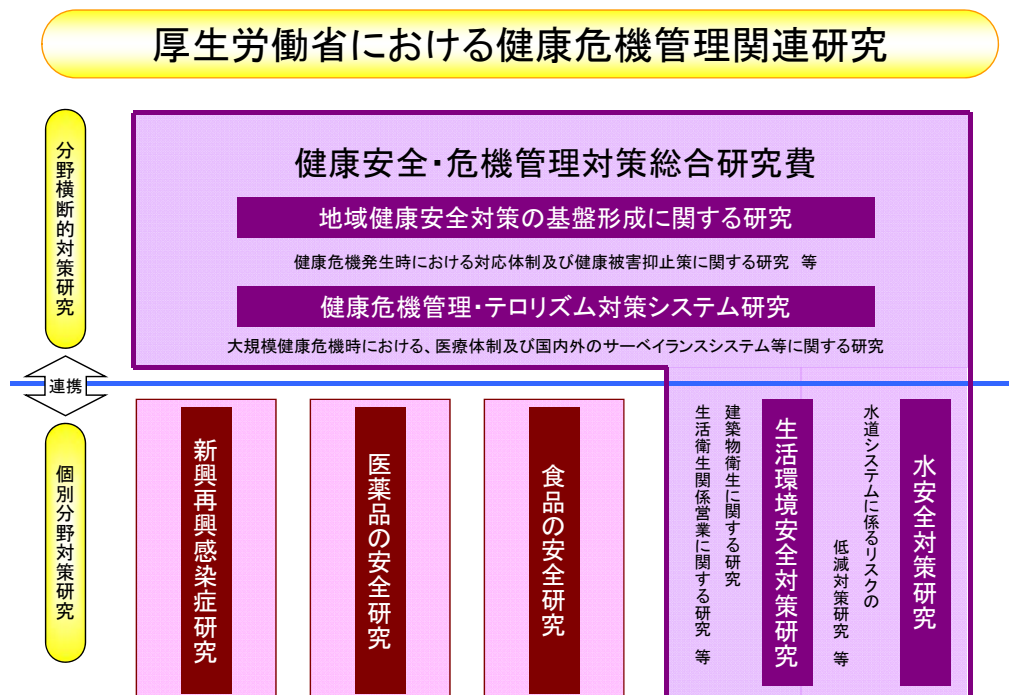 厚生労働省における健康危機管理関連研究
分野横断的対策研究
健康安全・危機管理対策総合研究費
地域健康安全対策の基盤形成に関する研究
健康危機発生時における対応体制及び健康被害抑止策に関する研究 等
健康危機管理・テロリズム対策システム研究
大規模健康危機時における、医療体制及び国内外のサーベイランスシステム等に関する研究
連携
個別分野対策研究
新興再興感染症研究
医薬品の安全研究
食品の安全研究
生活環境安全対策研究
建築物衛生に関する研究
生活衛生関係営業に関する研究 等
水安全対策研究
水道システムに係るリスクの
低減対策研究 等